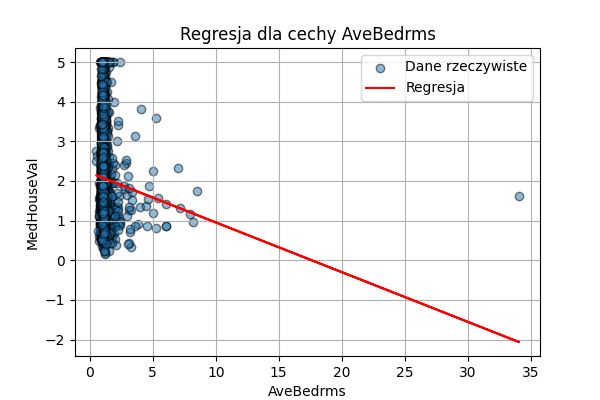 Regresja dla cechy AveBedrms
Dane rzeczywiste
Regresja
MedHouseVal
5
4
3
2
1
0
−1
−2
0 5 10 15 20 25 30 35
AveBedrms